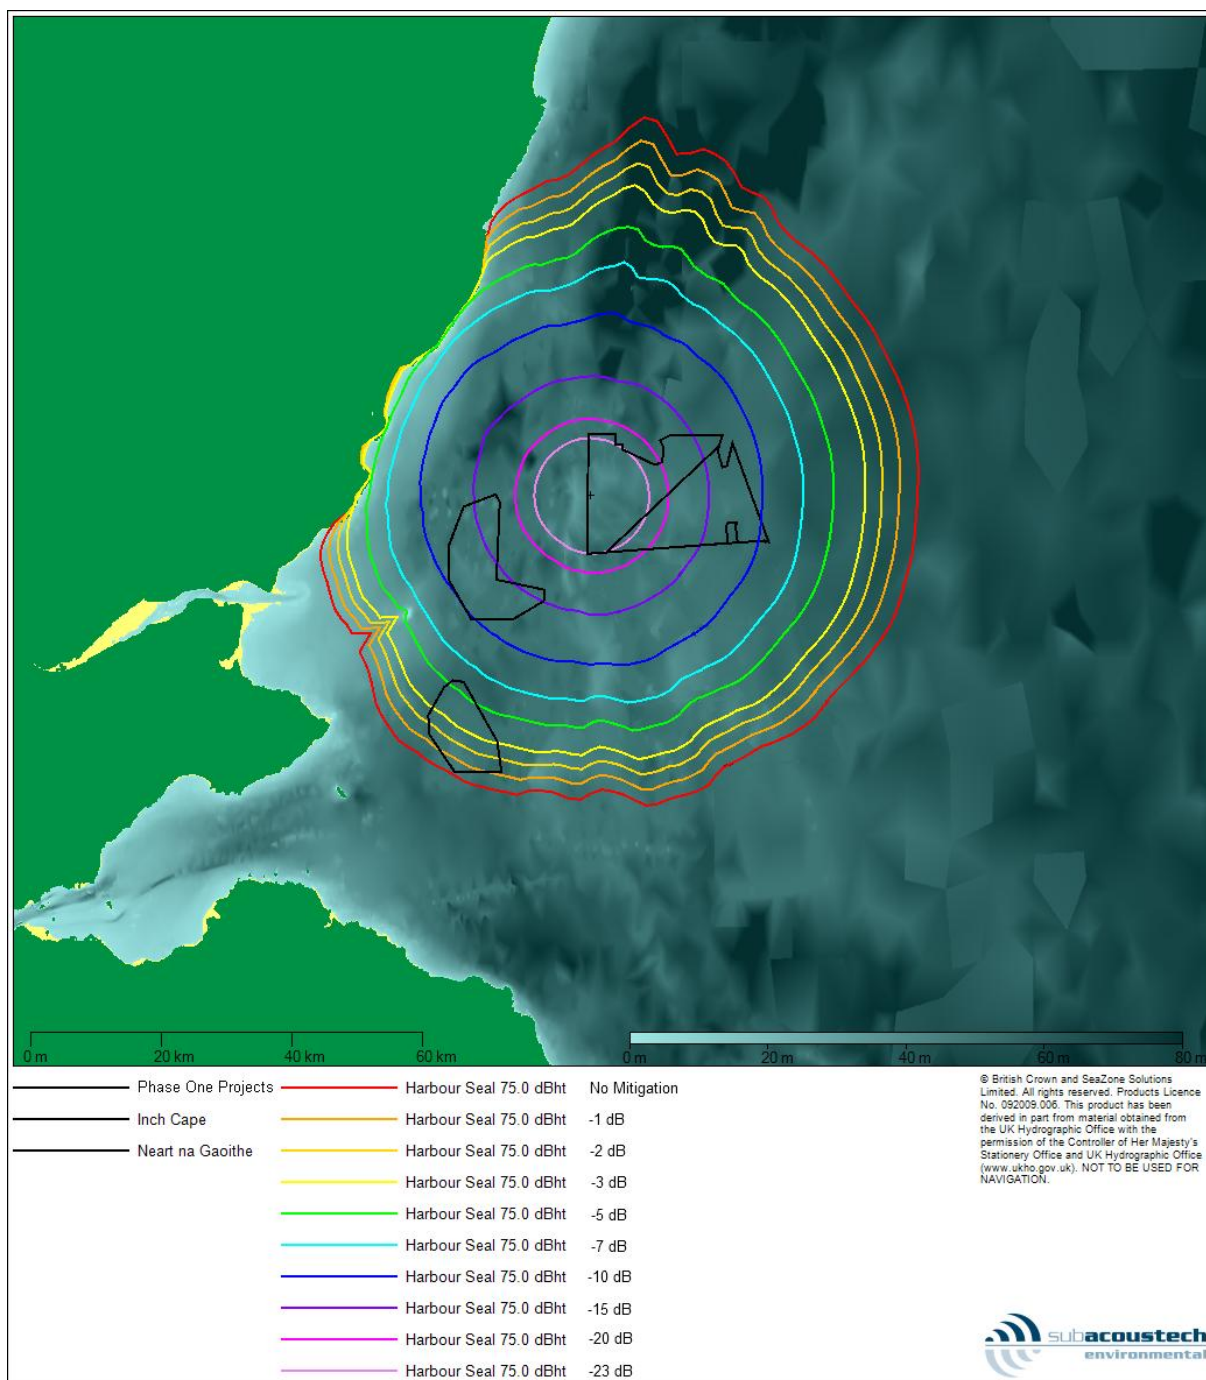 0 m 20 km 40 km 60 km
0 m 20 m 40 m 80 m
Phase One Projects
Inch Cape
Neart na Gaoithe
Harbour Seal 75.0 dBht No Mitigation
Harbour Seal 75.0 dBht -1 dB
Harbour Seal 75.0 dBht -2 dB
Harbour Seal 75.0 dBht -3 dB
Harbour Seal 75.0 dBht -5 dB
Harbour Seal 75.0 dBht -7 dB
Harbour Seal 75.0 dBht -10 dB
Harbour Seal 75.0 dBht -15 dB
Harbour Seal 75.0 dBht -20 dB
Harbour Seal 75.0 dBht -23 dB
© British Crown and SeaZone Solutions
Limited. All rights reserved. Products Licence
No. 092009.006. This product has been
derived in part from material obtained from
the UK Hydrographic Office with the
permission of the Controller of Her Majesty's
Stationery Office and UK Hydrographic Office
(www.ukho.gov.uk). NOT TO BE USED FOR
NAVIGATION.
subacoustech
environmental